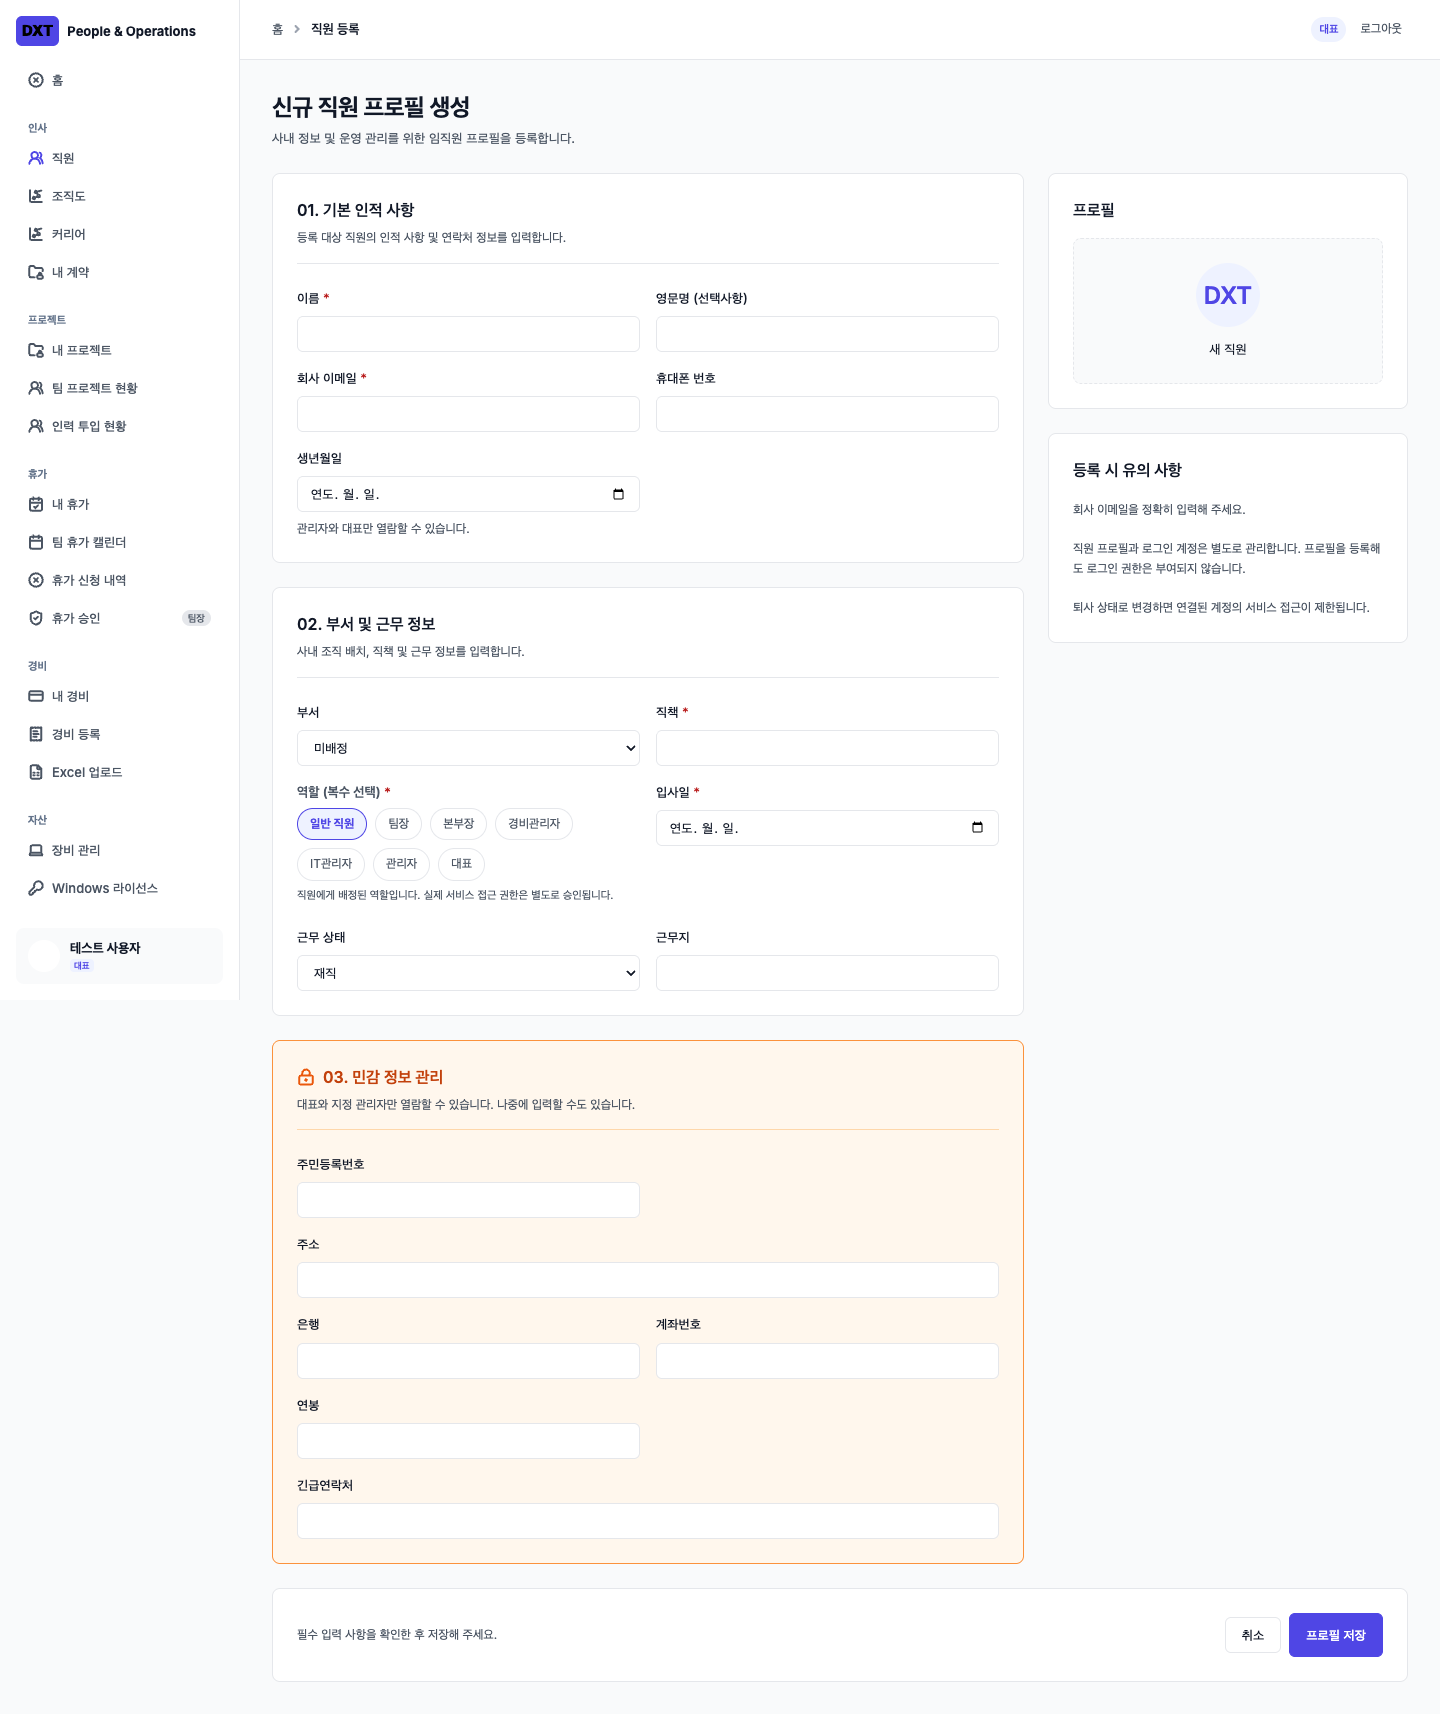 DXT People & Operations
홈
인사
직원
조직도
커리어
내 계약
프로젝트
내 프로젝트
팀 프로젝트 현황
인력 투입 현황
휴가
내 휴가
팀 휴가 캘린더
휴가 신청 내역
휴가 승인 팀장
경비
내 경비
경비 등록
Excel 업로드
자산
장비 관리
Windows 라이선스
테스트 사용자
대표
홈 > 직원 등록
대표 로그아웃
신규 직원 프로필 생성
사내 정보 및 운영 관리를 위한 임직원 프로필을 등록합니다.
01. 기본 인적 사항
등록 대상 직원의 인적 사항 및 연락처 정보를 입력합니다.
이름 * 영문명 (선택사항)
회사 이메일 * 휴대폰 번호
생년월일
연도. 월. 일.
관리자와 대표만 열람할 수 있습니다.
02. 부서 및 근무 정보
사내 조직 배치, 직책 및 근무 정보를 입력합니다.
부서 직책 *
미배정
역할 (복수 선택) * 입사일 *
일반 직원 팀장 본부장 경비관리자 연도. 월. 일.
IT관리자 관리자 대표
직원에게 배정된 역할입니다. 실제 서비스 접근 권한은 별도로 승인됩니다.
근무 상태 근무지
재직
03. 민감 정보 관리
대표와 지정 관리자만 열람할 수 있습니다. 나중에 입력할 수도 있습니다.
주민등록번호
주소
은행 계좌번호
연봉
긴급연락처
필수 입력 사항을 확인한 후 저장해 주세요.
취소 프로필 저장
프로필
DXT
새 직원
등록 시 유의 사항
회사 이메일을 정확히 입력해 주세요.
직원 프로필과 로그인 계정은 별도로 관리합니다. 프로필을 등록해
도 로그인 권한은 부여되지 않습니다.
퇴사 상태로 변경하면 연결된 계정의 서비스 접근이 제한됩니다.